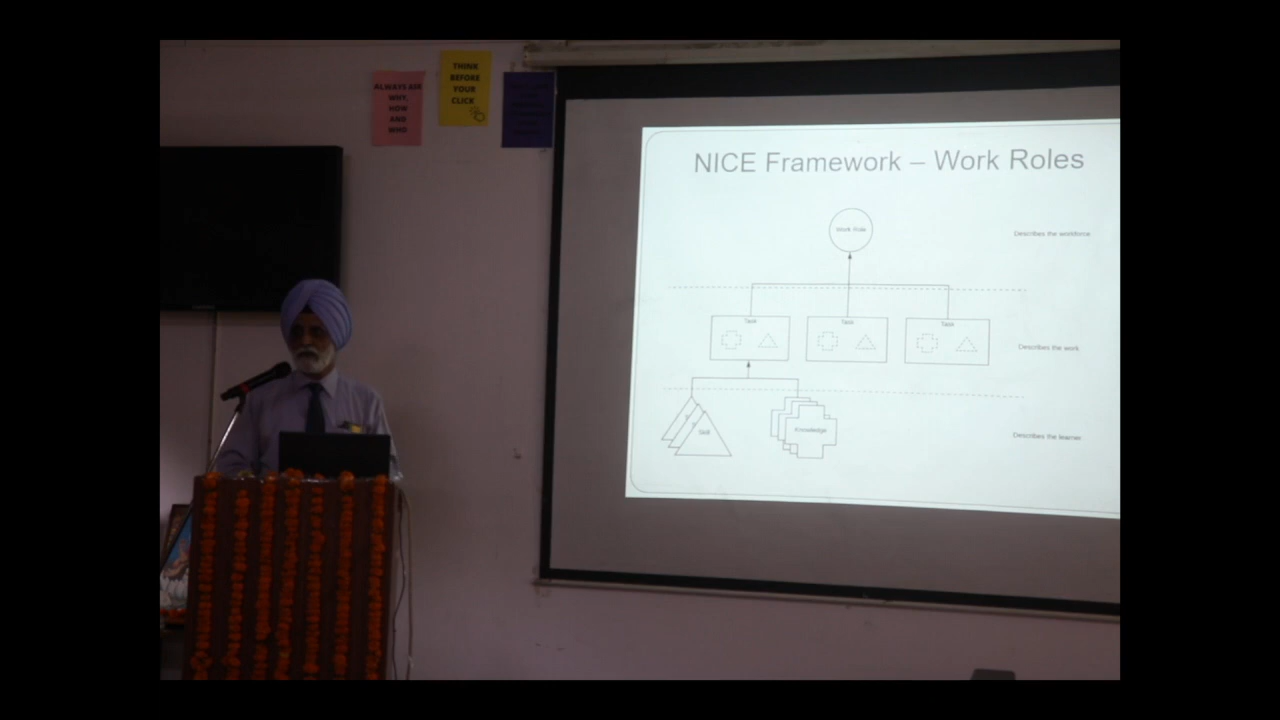 ALWAYS ASK
WHY,
HOW
AND
WHO
THINK
BEFORE
YOUR
CLICK
NICE Framework – Work Roles
Work Role
Describes the workforce
Task
Task
Task
Describes the work
Skill
Knowledge
Describes the learner